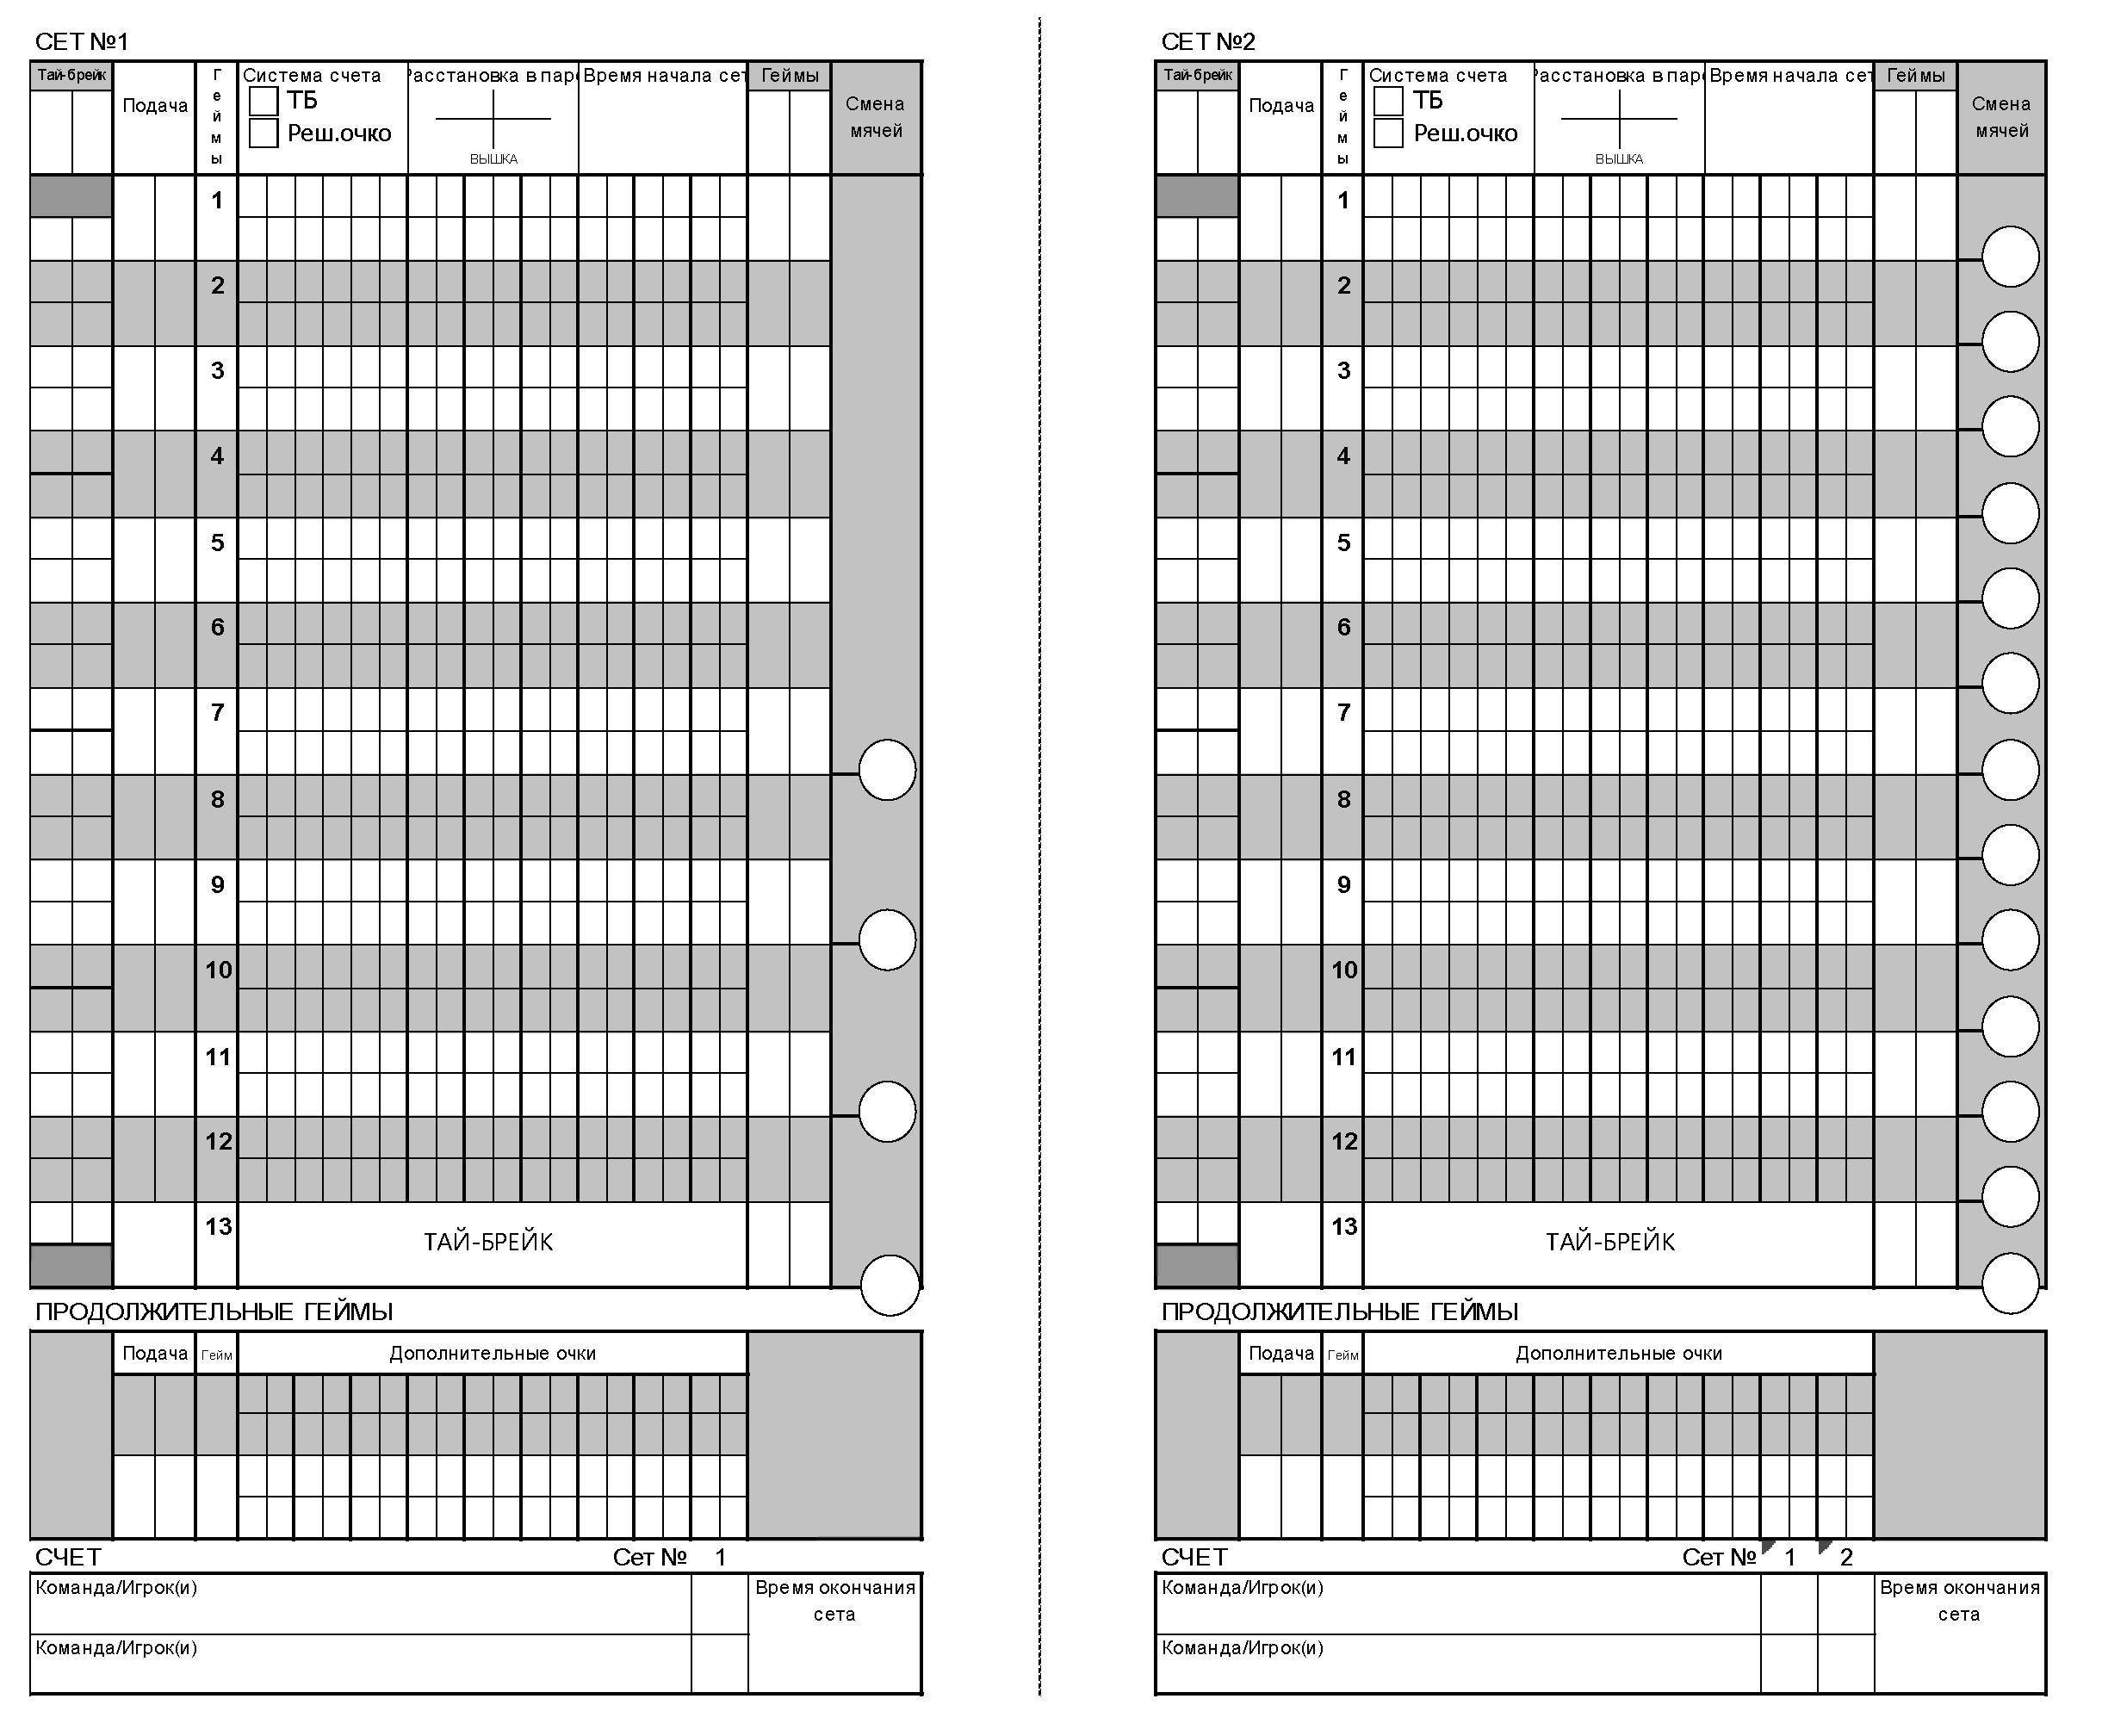 СЕТ №1
Тай-брейк
Подача
Геймы
Система счета
ТБ
Реш.очко
Расстановка в пар
ВЫШКА
Время начала сет
Геймы
Смена
мячей
1
2
3
4
5
6
7
8
9
10
11
12
13
ТАЙ-БРЕЙК
ПРОДОЛЖИТЕЛЬНЫЕ ГЕЙМЫ
Подача Гейм Дополнительные очки
СЧЕТ Сет № 1
Команда/Игрок(и)
Время окончания
сета
Команда/Игрок(и)
СЕТ №2
Тай-брейк
Подача
Геймы
Система счета
ТБ
Реш.очко
Расстановка в пар
ВЫШКА
Время начала сет
Геймы
Смена
мячей
1
2
3
4
5
6
7
8
9
10
11
12
13
ТАЙ-БРЕЙК
ПРОДОЛЖИТЕЛЬНЫЕ ГЕЙМЫ
Подача Гейм Дополнительные очки
СЧЕТ Сет № 1 2
Команда/Игрок(и)
Время окончания
сета
Команда/Игрок(и)